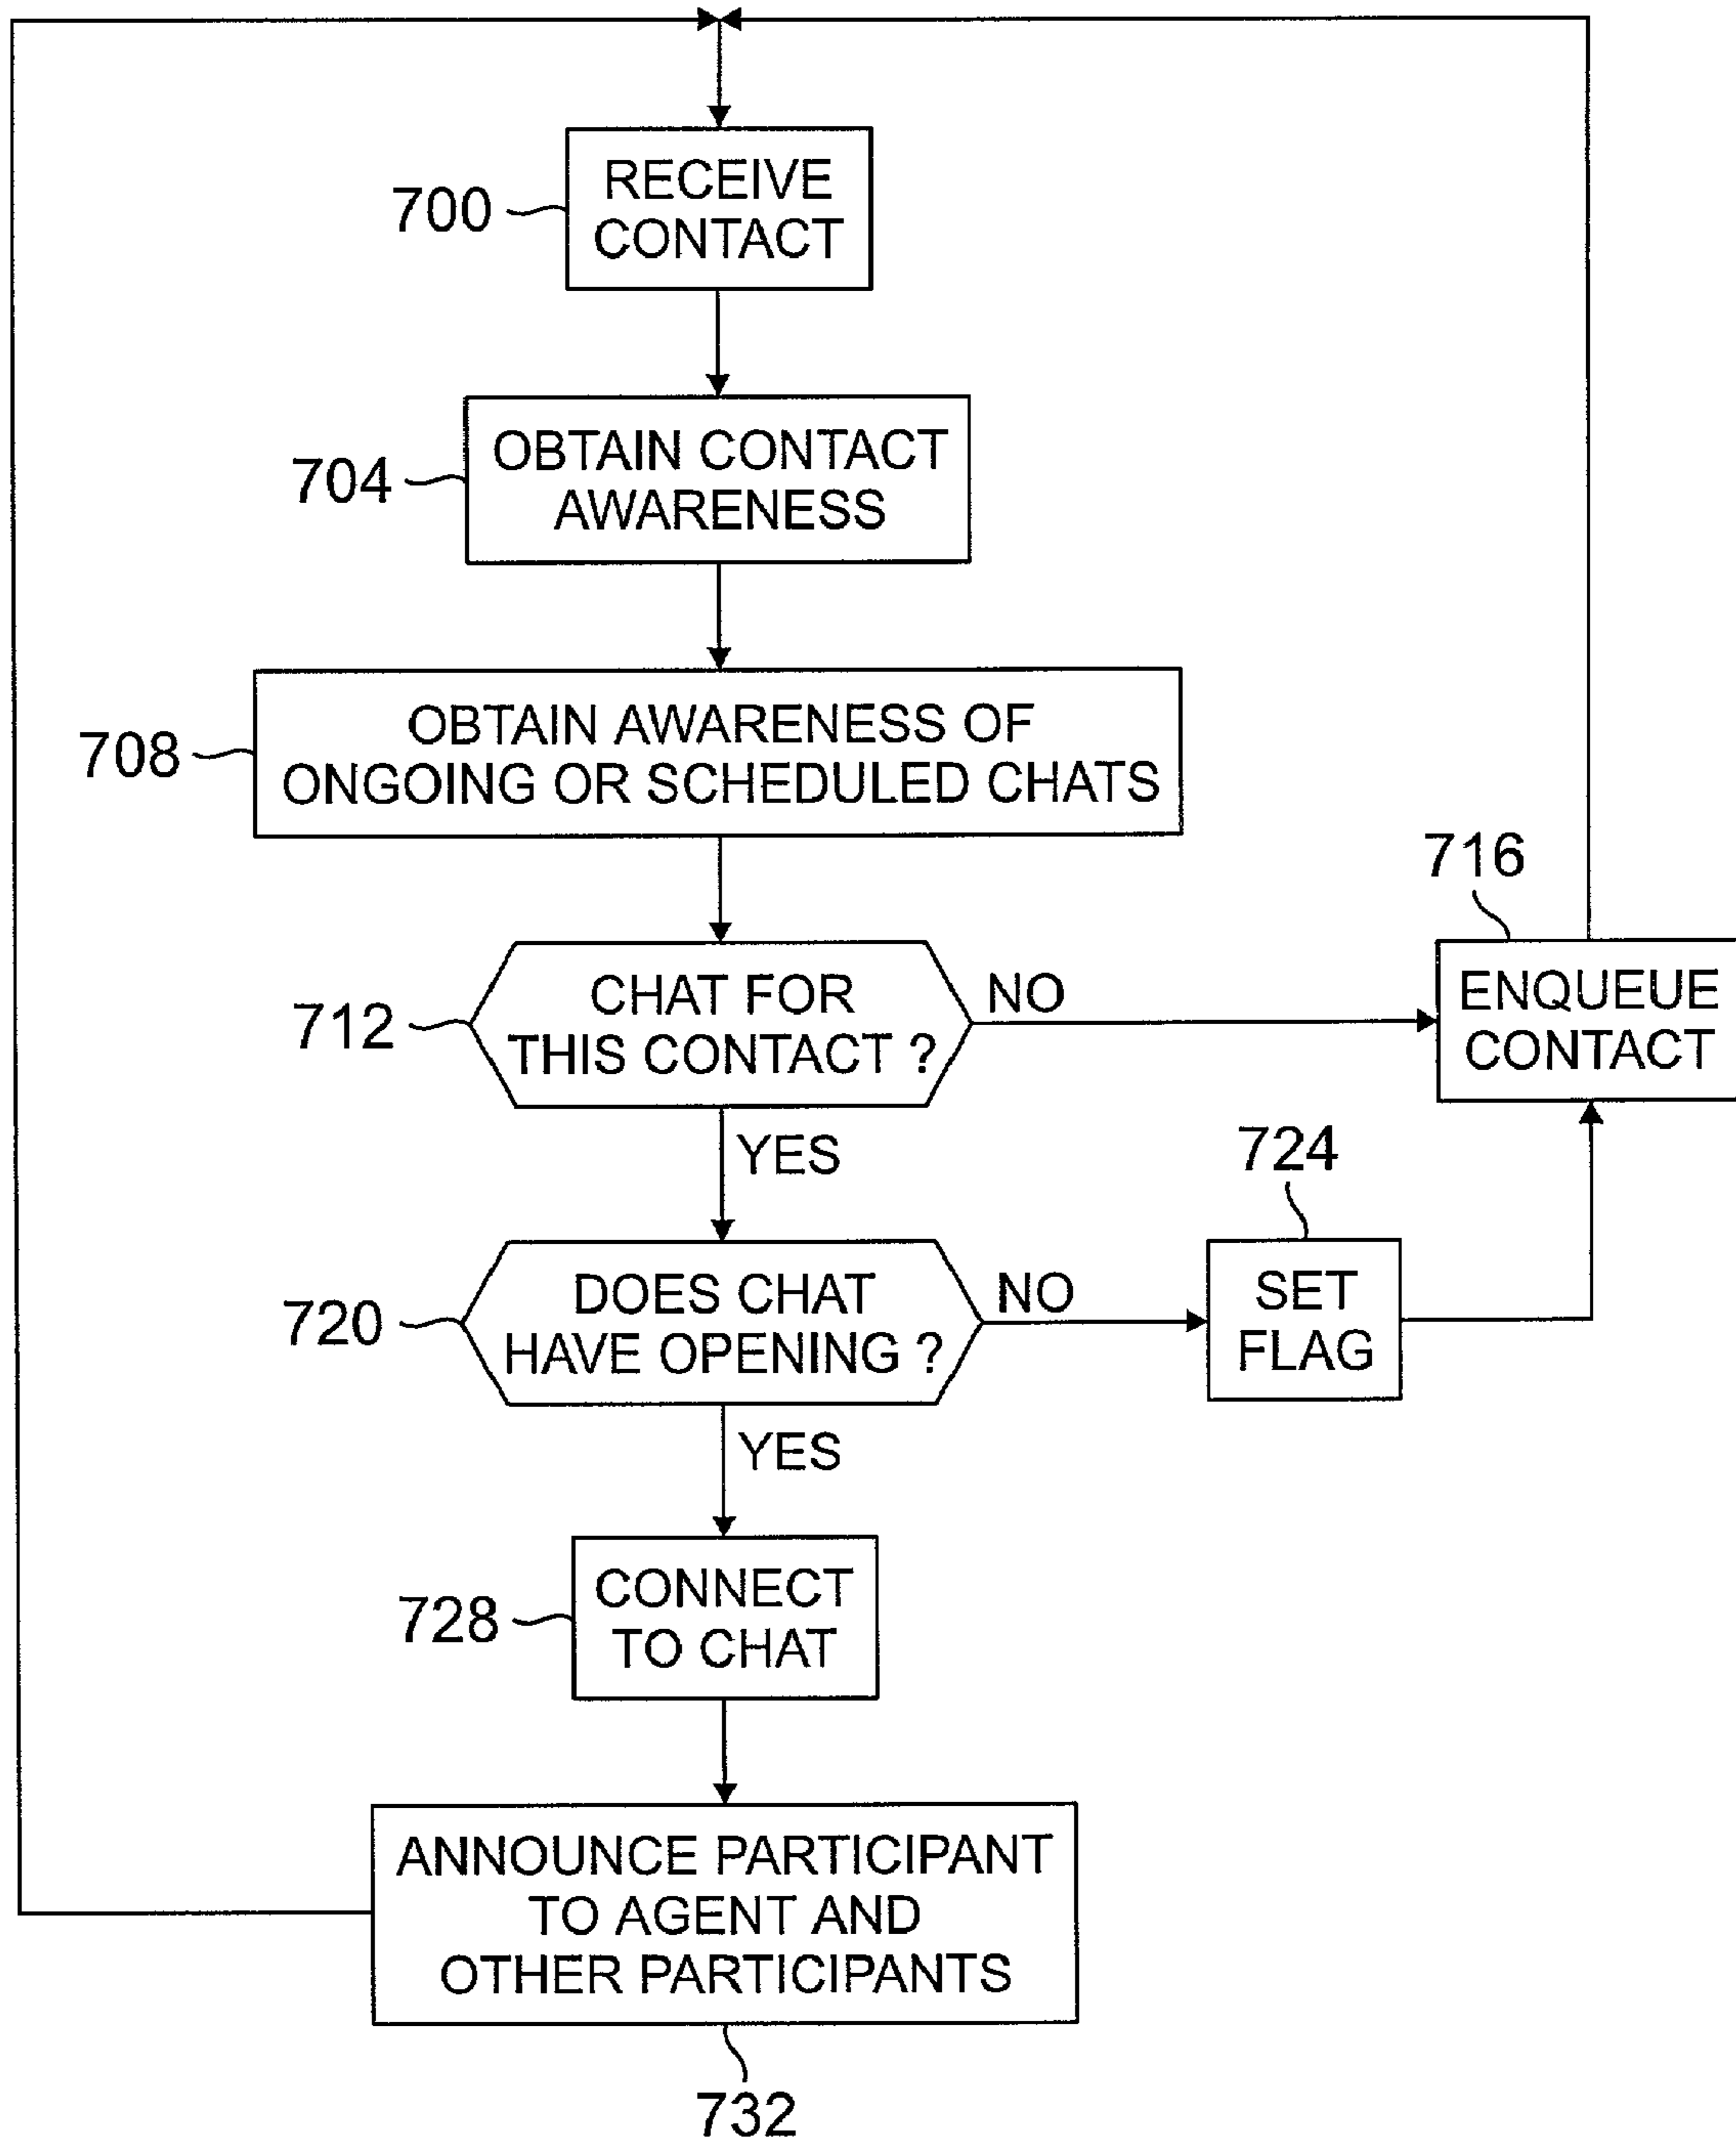 700
RECEIVE
CONTACT
704
OBTAIN CONTACT
AWARENESS
708
OBTAIN AWARENESS OF
ONGOING OR SCHEDULED CHATS
712
CHAT FOR
THIS CONTACT ?
NO
716
ENQUEUE
CONTACT
YES
720
DOES CHAT
HAVE OPENING ?
NO
724
SET
FLAG
YES
728
CONNECT
TO CHAT
ANNOUNCE PARTICIPANT
TO AGENT AND
OTHER PARTICIPANTS
732